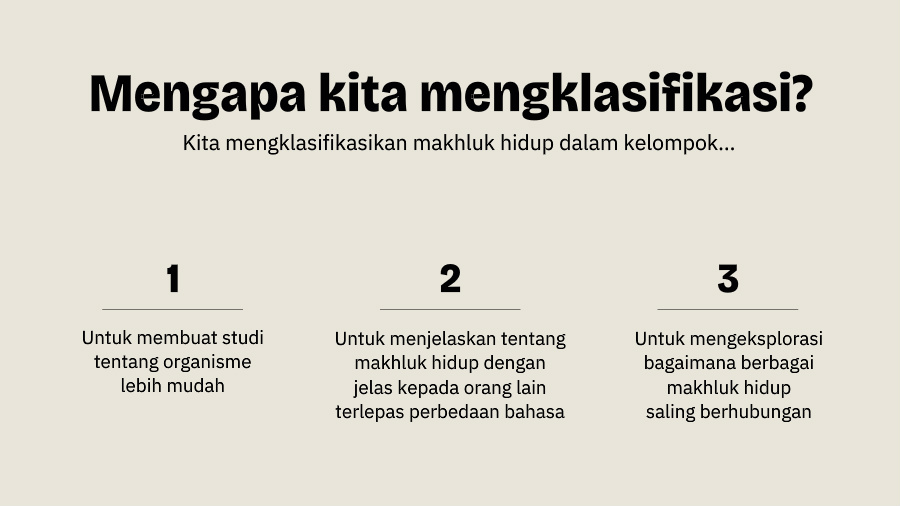 Mengapa kita mengklasifikasi?
Kita mengklasifikasikan makhluk hidup dalam kelompok...
1
Untuk membuat studi
tentang organisme
lebih mudah
2
Untuk menjelaskan tentang
makhluk hidup dengan
jelas kepada orang lain
terlepas perbedaan bahasa
3
Untuk mengeksplorasi
bagaimana berbagai
makhluk hidup
saling berhubungan